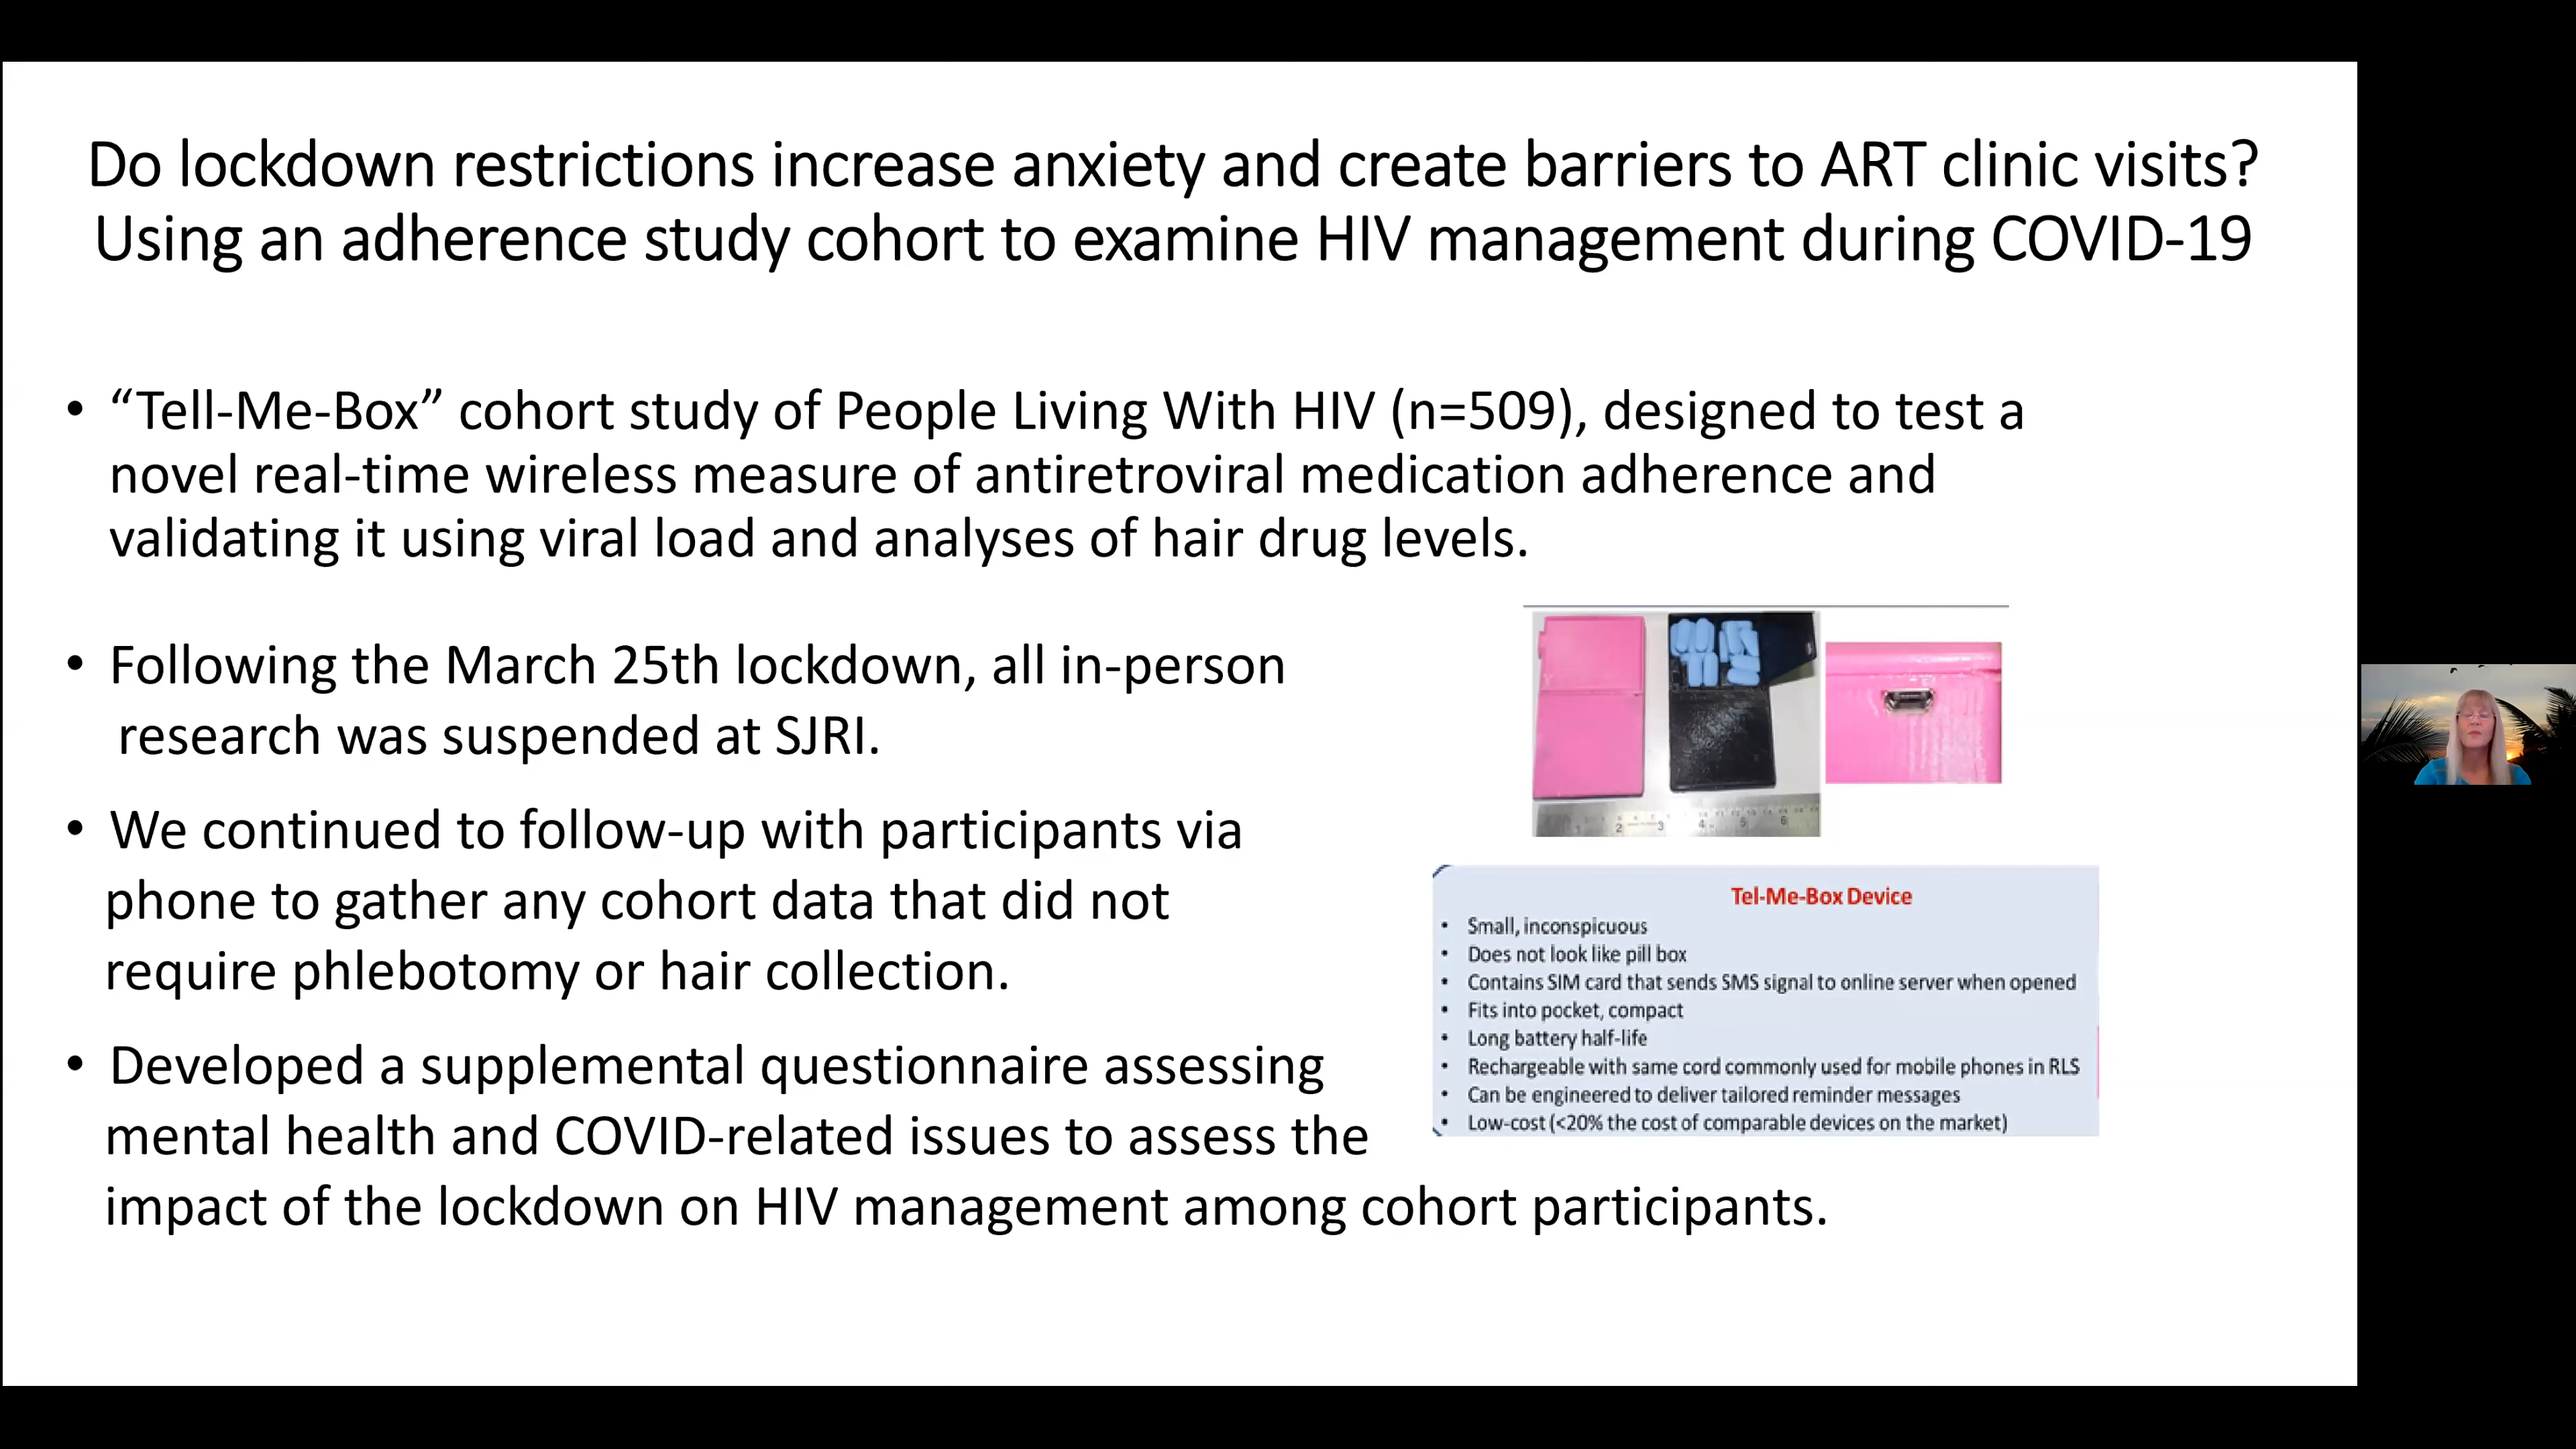 Do lockdown restrictions increase anxiety and create barriers to ART clinic visits?
Using an adherence study cohort to examine HIV management during COVID-19
• “Tell-Me-Box” cohort study of People Living With HIV (n=509), designed to test a
novel real-time wireless measure of antiretroviral medication adherence and
validating it using viral load and analyses of hair drug levels.
• Following the March 25th lockdown, all in-person
research was suspended at SJRI.
• We continued to follow-up with participants via
phone to gather any cohort data that did not
require phlebotomy or hair collection.
• Developed a supplemental questionnaire assessing
mental health and COVID-related issues to assess the
impact of the lockdown on HIV management among cohort participants.
2 3 4 5 6
Tel-Me-Box Device
• Small, inconspicuous
• Does not look like pill box
• Contains SIM card that sends SMS signal to online server when opened
• Fits into pocket, compact
• Long battery half-life
• Rechargeable with same cord commonly used for mobile phones in RLS
• Can be engineered to deliver tailored reminder messages
• Low-cost (<20% the cost of comparable devices on the market)